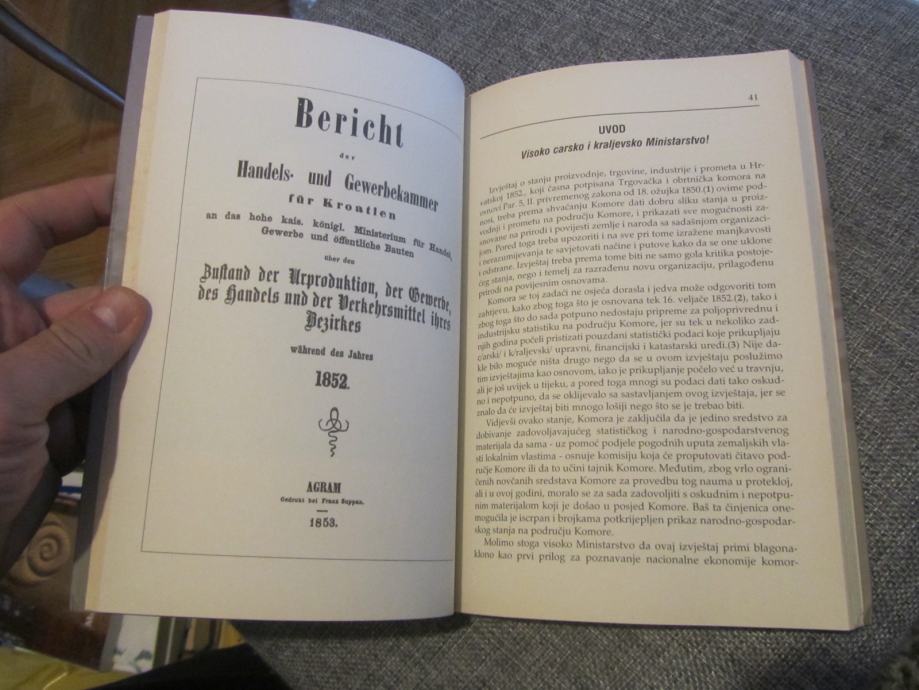 Bericht
der
Handels- und Gewerbekammer
für Kroatien
an das hohe kais. königl. Ministerium für Handel,
Gewerbe und öffentliche Bauten
über den
Zustand der Urproduktion, der Gewerbe,
des Handels und der Verkehrsmittel ihres
Bezirkes
während des Jahres
1852.
AGRAM
Gedruckt bei Franz Suppan.
1853.
41
UVOD
Visoko carsko i kraljevsko Ministarstvo!
Izvještaj o stanju proizvodnje, trgovine, industrije i prometa u Hr-
vatskoj 1852., koji časna potpisana Trgovačka i obrtnička komora na
osnovi Par. 5, II. privremenog zakona od 18. ožujka 1850.(1) ovime pod-
nosi, treba prema shvaćanju Komore dati dobru sliku stanja u proiz-
vodnji i prometu na području Komore, i prikazati sve mogućnosti za-
snovane na prirodi i povijesti zemlje i naroda sa sadašnjom organizaci-
jom. Pored toga treba upozoriti i na sve pri tome izražene manjkavosti
i nerazumijevanja te savjetovati načine i putove kako da se one uklone
i odstrane. Izvještaj treba prema tome biti ne samo gola kritika postoje-
ćeg stanja, nego i temelj za razrađenu novu organizaciju, prilagođenu
prirodi na povijesnim osnovama.
Komora se toj zadaći ne osjeća dorasla i jedva može odgovoriti tom
zahtjevu, kako zbog toga što je osnovana tek 16. veljače 1852.(2), tako i
zbog toga što do sada potpuno nedostaju pripreme za poljoprivrednu i
industrijsku statistiku na području Komore, jer su tek u nekoliko zad-
njih godina počeli pristizati pouzdani statistički podaci koje prikupljaju
c/arski/ i k/raljevski/ upravni, financijski i katastarski uredi.(3) Nije da-
kle bilo moguće ništa drugo nego da se u ovom izvještaju poslužimo
tim izvještajima kao osnovom, iako je prikupljanje počelo već u travnju,
ali je još uvijek u tijeku, a pored toga mnogi su podaci dati tako oskud-
no i nepotpuno, da se oklijevalo sa sastavljanjem ovog izvještaja, jer se
znalo da će izvještaj biti mnogo lošiji nego što se trebao biti.
Vidjevši ovako stanje, Komora je zaključila da je jedino sredstvo za
dobivanje zadovoljavajućeg statističkog i narodno-gospodarstvenog
materijala da sama - uz pomoć podjele pogodnih uputa zemaljskih vla-
sti lokalnim vlastima - osnuje komisiju koja će proputovati čitavo pod-
ručje Komore ili da to učini tajnik Komore. Međutim, zbog vrlo ograni-
čenih novčanih sredstava Komore za provedbu tog nauma u protekloj,
ali i u ovoj godini, moralo se za sada zadovoljiti s oskudnim i nepotpu-
nim materijalom koji je došao u posjed Komore. Baš ta činjenica one-
mogućila je iscrpan i brojkama potkrijepljen prikaz narodno-gospodar-
skog stanja na području Komore.
Molimo stoga visoko Ministarstvo da ovaj izvještaj primi blagona-
klono kao prvi prilog za poznavanje nacionalne ekonomije komor-